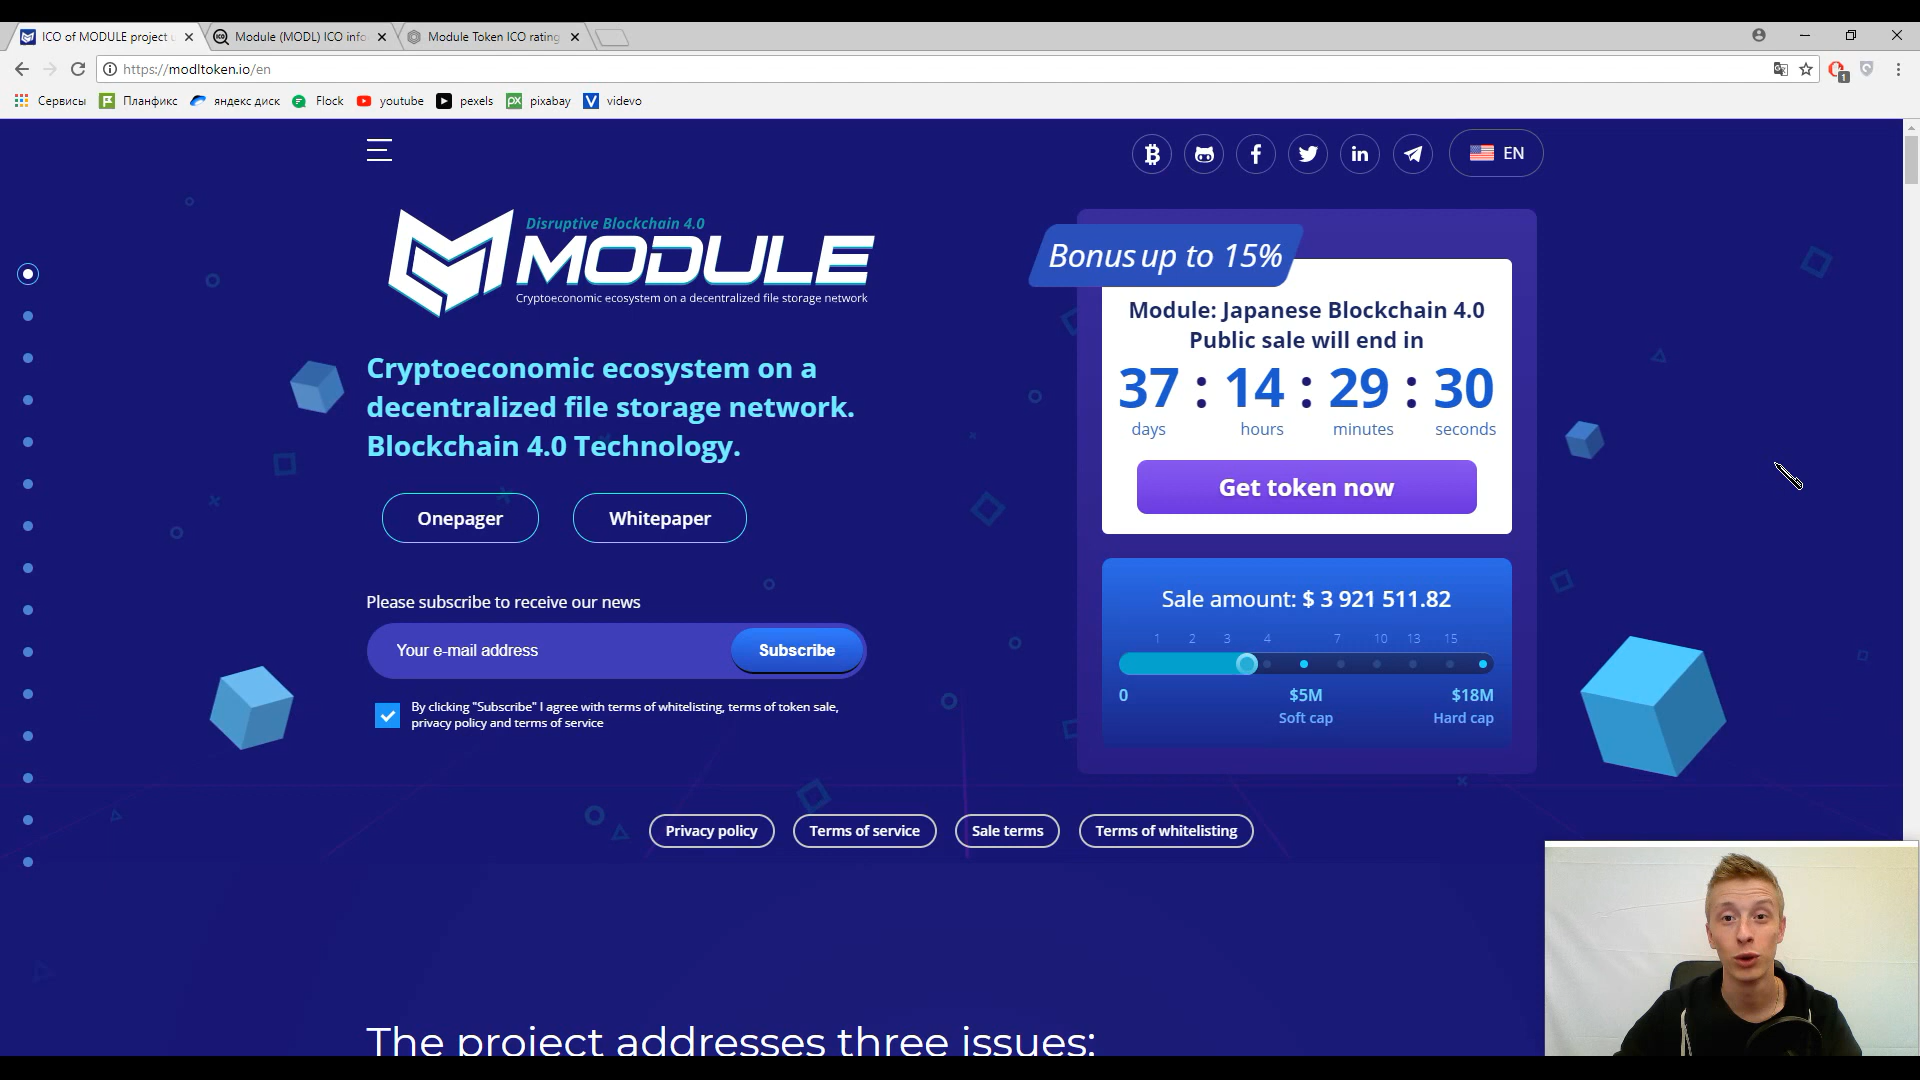 ICO of MODULE project u
Module (MODL) ICO info
Module Token ICO rating
https://modltoken.io/en
1
Сервисы
Планфикс
яндекс диск
Flock
youtube
pexels
px
pixabay
videvo
EN
Disruptive Blockchain 4.0
MODULE
Cryptoeconomic ecosystem on a decentralized file storage network
Cryptoeconomic ecosystem on a
decentralized file storage network.
Blockchain 4.0 Technology.
Onepager
Whitepaper
Please subscribe to receive our news
Your e-mail address
Subscribe
By clicking "Subscribe" I agree with terms of whitelisting, terms of token sale,
privacy policy and terms of service
Bonus up to 15%
Module: Japanese Blockchain 4.0
Public sale will end in
37 : 14 : 29 : 30
days hours minutes seconds
Get token now
Sale amount: $ 3 921 511.82
1 2 3 4 7 10 13 15
0 $5M $18M
Soft cap Hard cap
Privacy policy
Terms of service
Sale terms
Terms of whitelisting
The project addresses three issues: